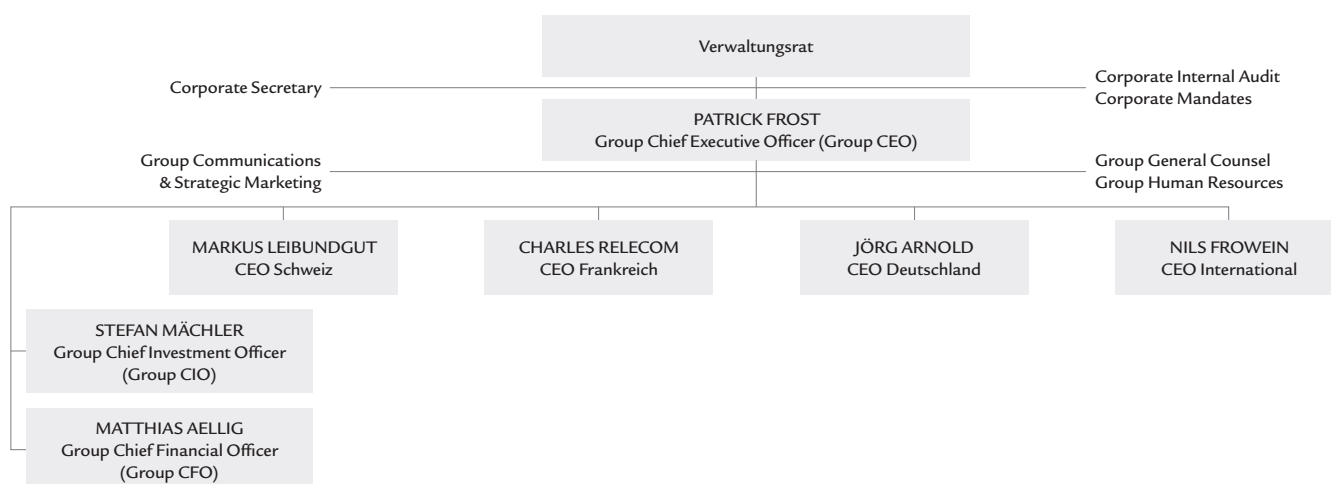 Verwaltungsrat
Corporate Secretary
Corporate Internal Audit
Corporate Mandates
PATRICK FROST
Group Chief Executive Officer (Group CEO)
Group Communications
& Strategic Marketing
Group General Counsel
Group Human Resources
MARKUS LEIBUNDGUT
CEO Schweiz
CHARLES RELECOM
CEO Frankreich
JÖRG ARNOLD
CEO Deutschland
NILS FROWEIN
CEO International
STEFAN MÄCHLER
Group Chief Investment Officer
(Group CIO)
MATTHIAS AELLIG
Group Chief Financial Officer
(Group CFO)